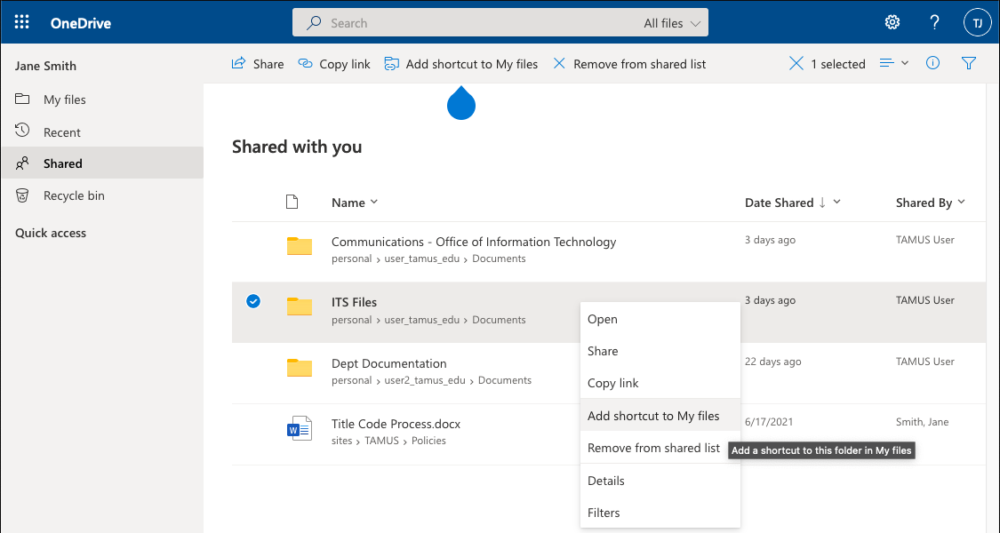 OneDrive
Search
All files
?
TJ
Jane Smith
My files
Recent
Shared
Recycle bin
Quick access
Share
Copy link
Add shortcut to My files
Remove from shared list
1 selected
Shared with you
Name
Date Shared ↓
Shared By
Communications - Office of Information Technology
3 days ago
TAMUS User
personal > user_tamus_edu > Documents
ITS Files
3 days ago
TAMUS User
personal > user_tamus_edu > Documents
Dept Documentation
22 days ago
TAMUS User
personal > user2_tamus_edu > Documents
W
Title Code Process.docx
6/17/2021
Smith, Jane
sites > TAMUS > Policies
Open
Share
Copy link
Add shortcut to My files
Remove from shared list
Add a shortcut to this folder in My files
Details
Filters